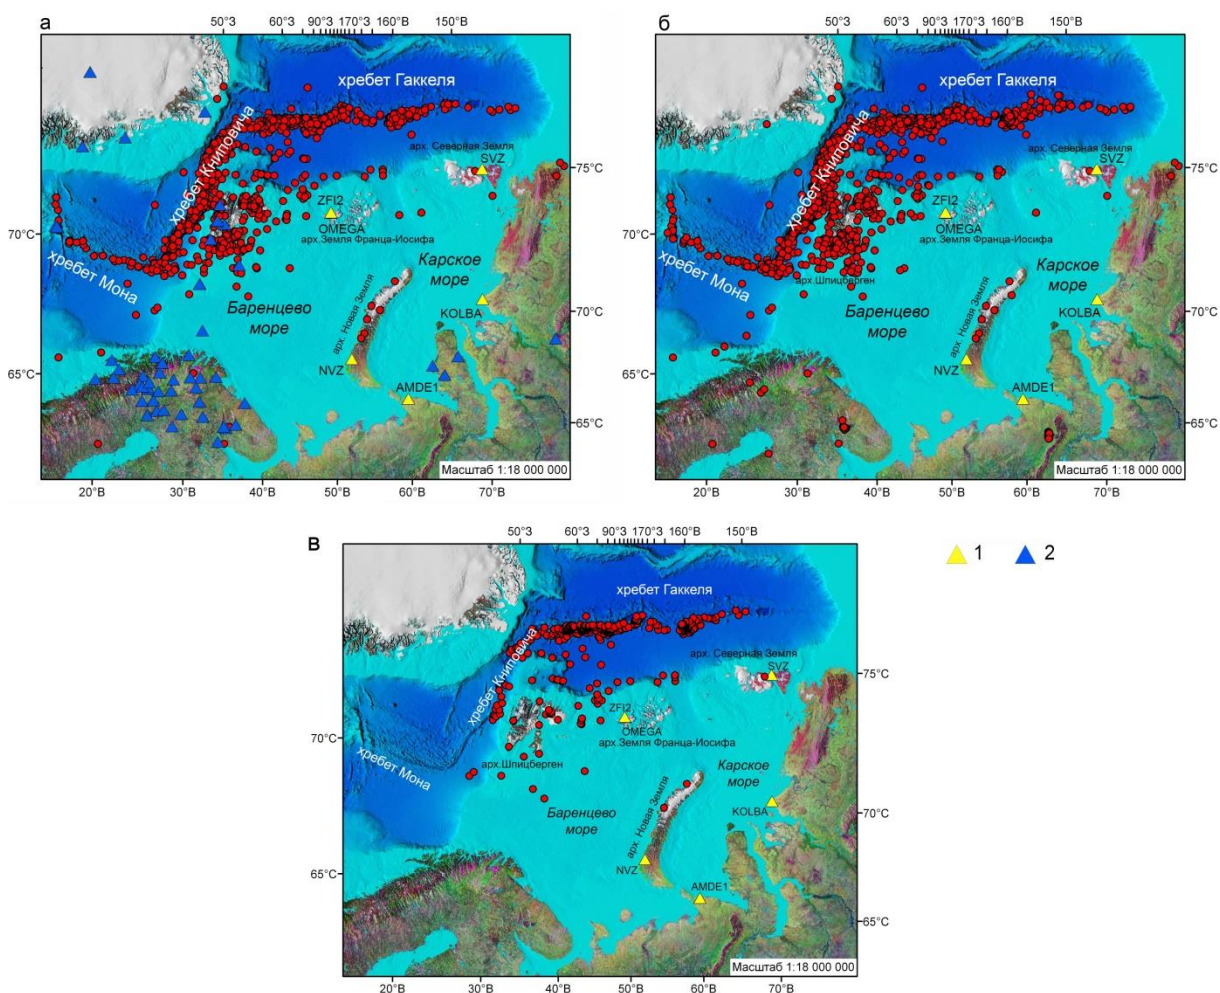 а
50°З 60°З 90°З 170°З 160°В 150°В
хребет Гаккеля
хребет Книповича
арх. Северная Земля
SVZ
75°С
ZFI2
OMEGA
арх.Земля Франца-Иосифа
70°С
хребет Мона
Карское
море
Баренцево
море
арх. Новая Земля
KOLBA
70°С
NVZ
65°С
AMDE1
65°С
Масштаб 1:18 000 000
20°В 30°В 40°В 50°В 60°В 70°В
б
50°З 60°З 90°З 170°З 160°В 150°В
хребет Гаккеля
хребет Книповича
арх. Северная Земля
SVZ
75°С
ZFI2
OMEGA
арх.Земля Франца-Иосифа
70°С
хребет Мона
арх.Шпицберген
Карское
море
Баренцево
море
арх. Новая Земля
KOLBA
70°С
NVZ
65°С
AMDE1
65°С
Масштаб 1:18 000 000
20°В 30°В 40°В 50°В 60°В 70°В
в
50°З 60°З 90°З 170°З 160°В 150°В
1 2
хребет Гаккеля
хребет Книповича
арх. Северная Земля
SVZ
75°С
ZFI2
OMEGA
арх.Земля Франца-Иосифа
70°С
хребет Мона
арх.Шпицберген
Карское
море
Баренцево
море
арх. Новая Земля
KOLBA
70°С
NVZ
65°С
AMDE1
65°С
Масштаб 1:18 000 000
20°В 30°В 40°В 50°В 60°В 70°В